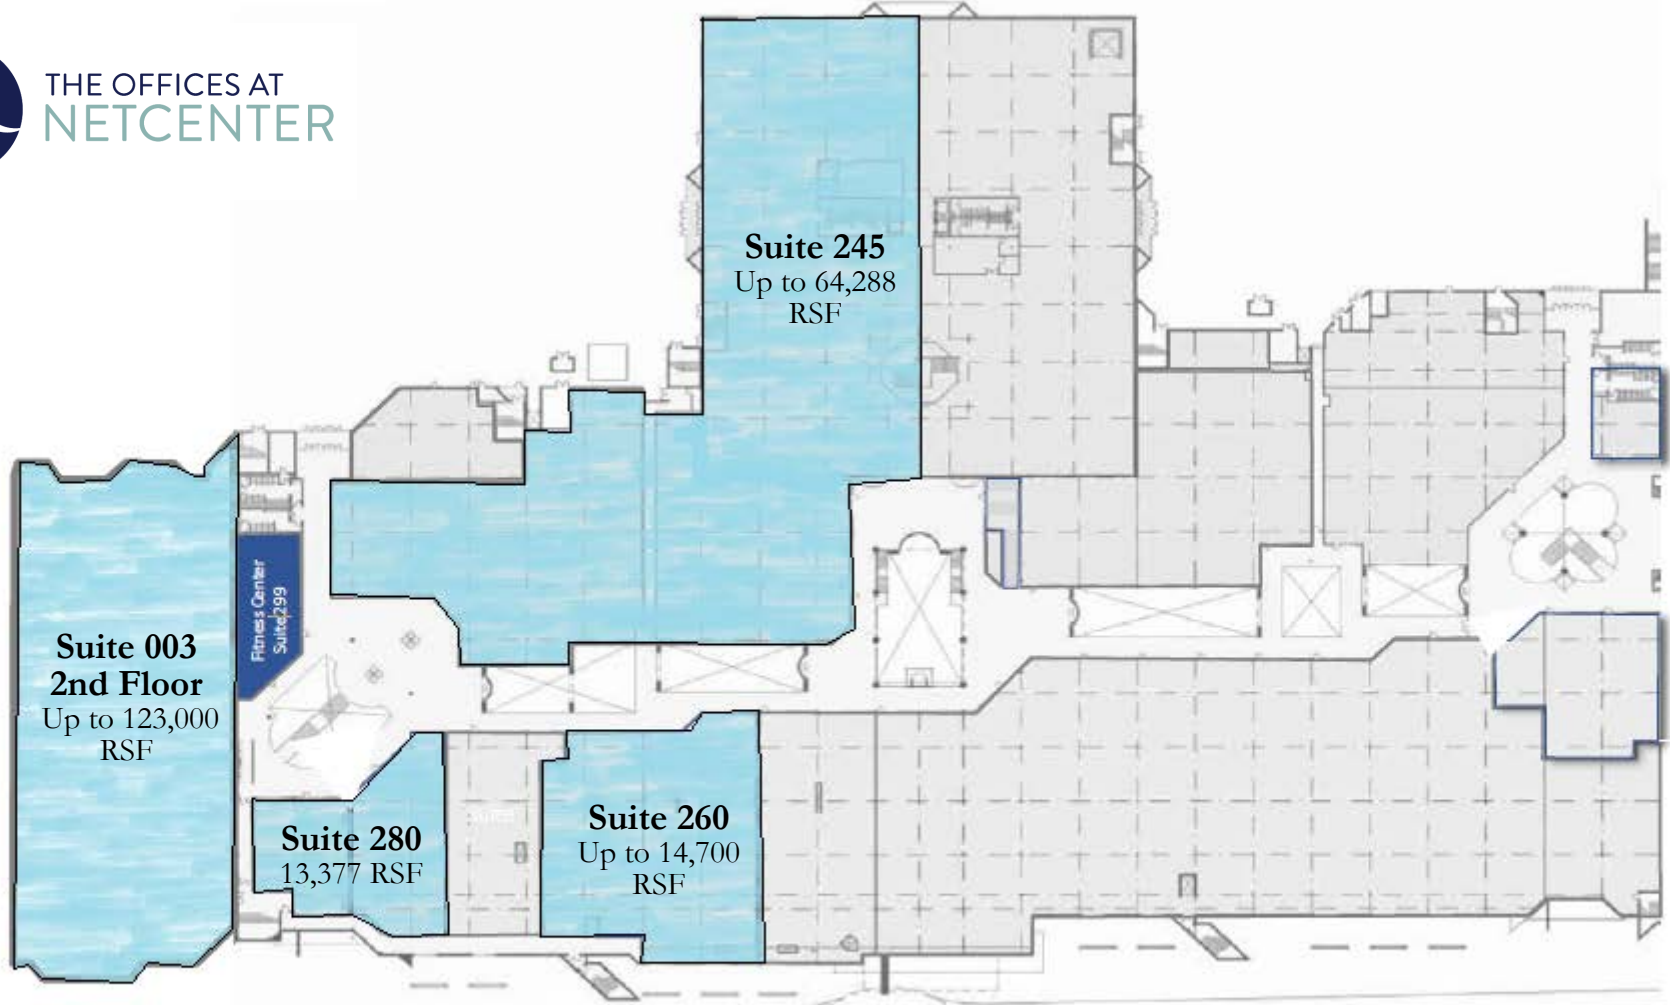 THE OFFICES AT
NETCENTER
Suite 245
Up to 64,288
RSF
Fitness Center
Suite 299
Suite 003
2nd Floor
Up to 123,000
RSF
Suite 280
13,377 RSF
Suite 260
Up to 14,700
RSF